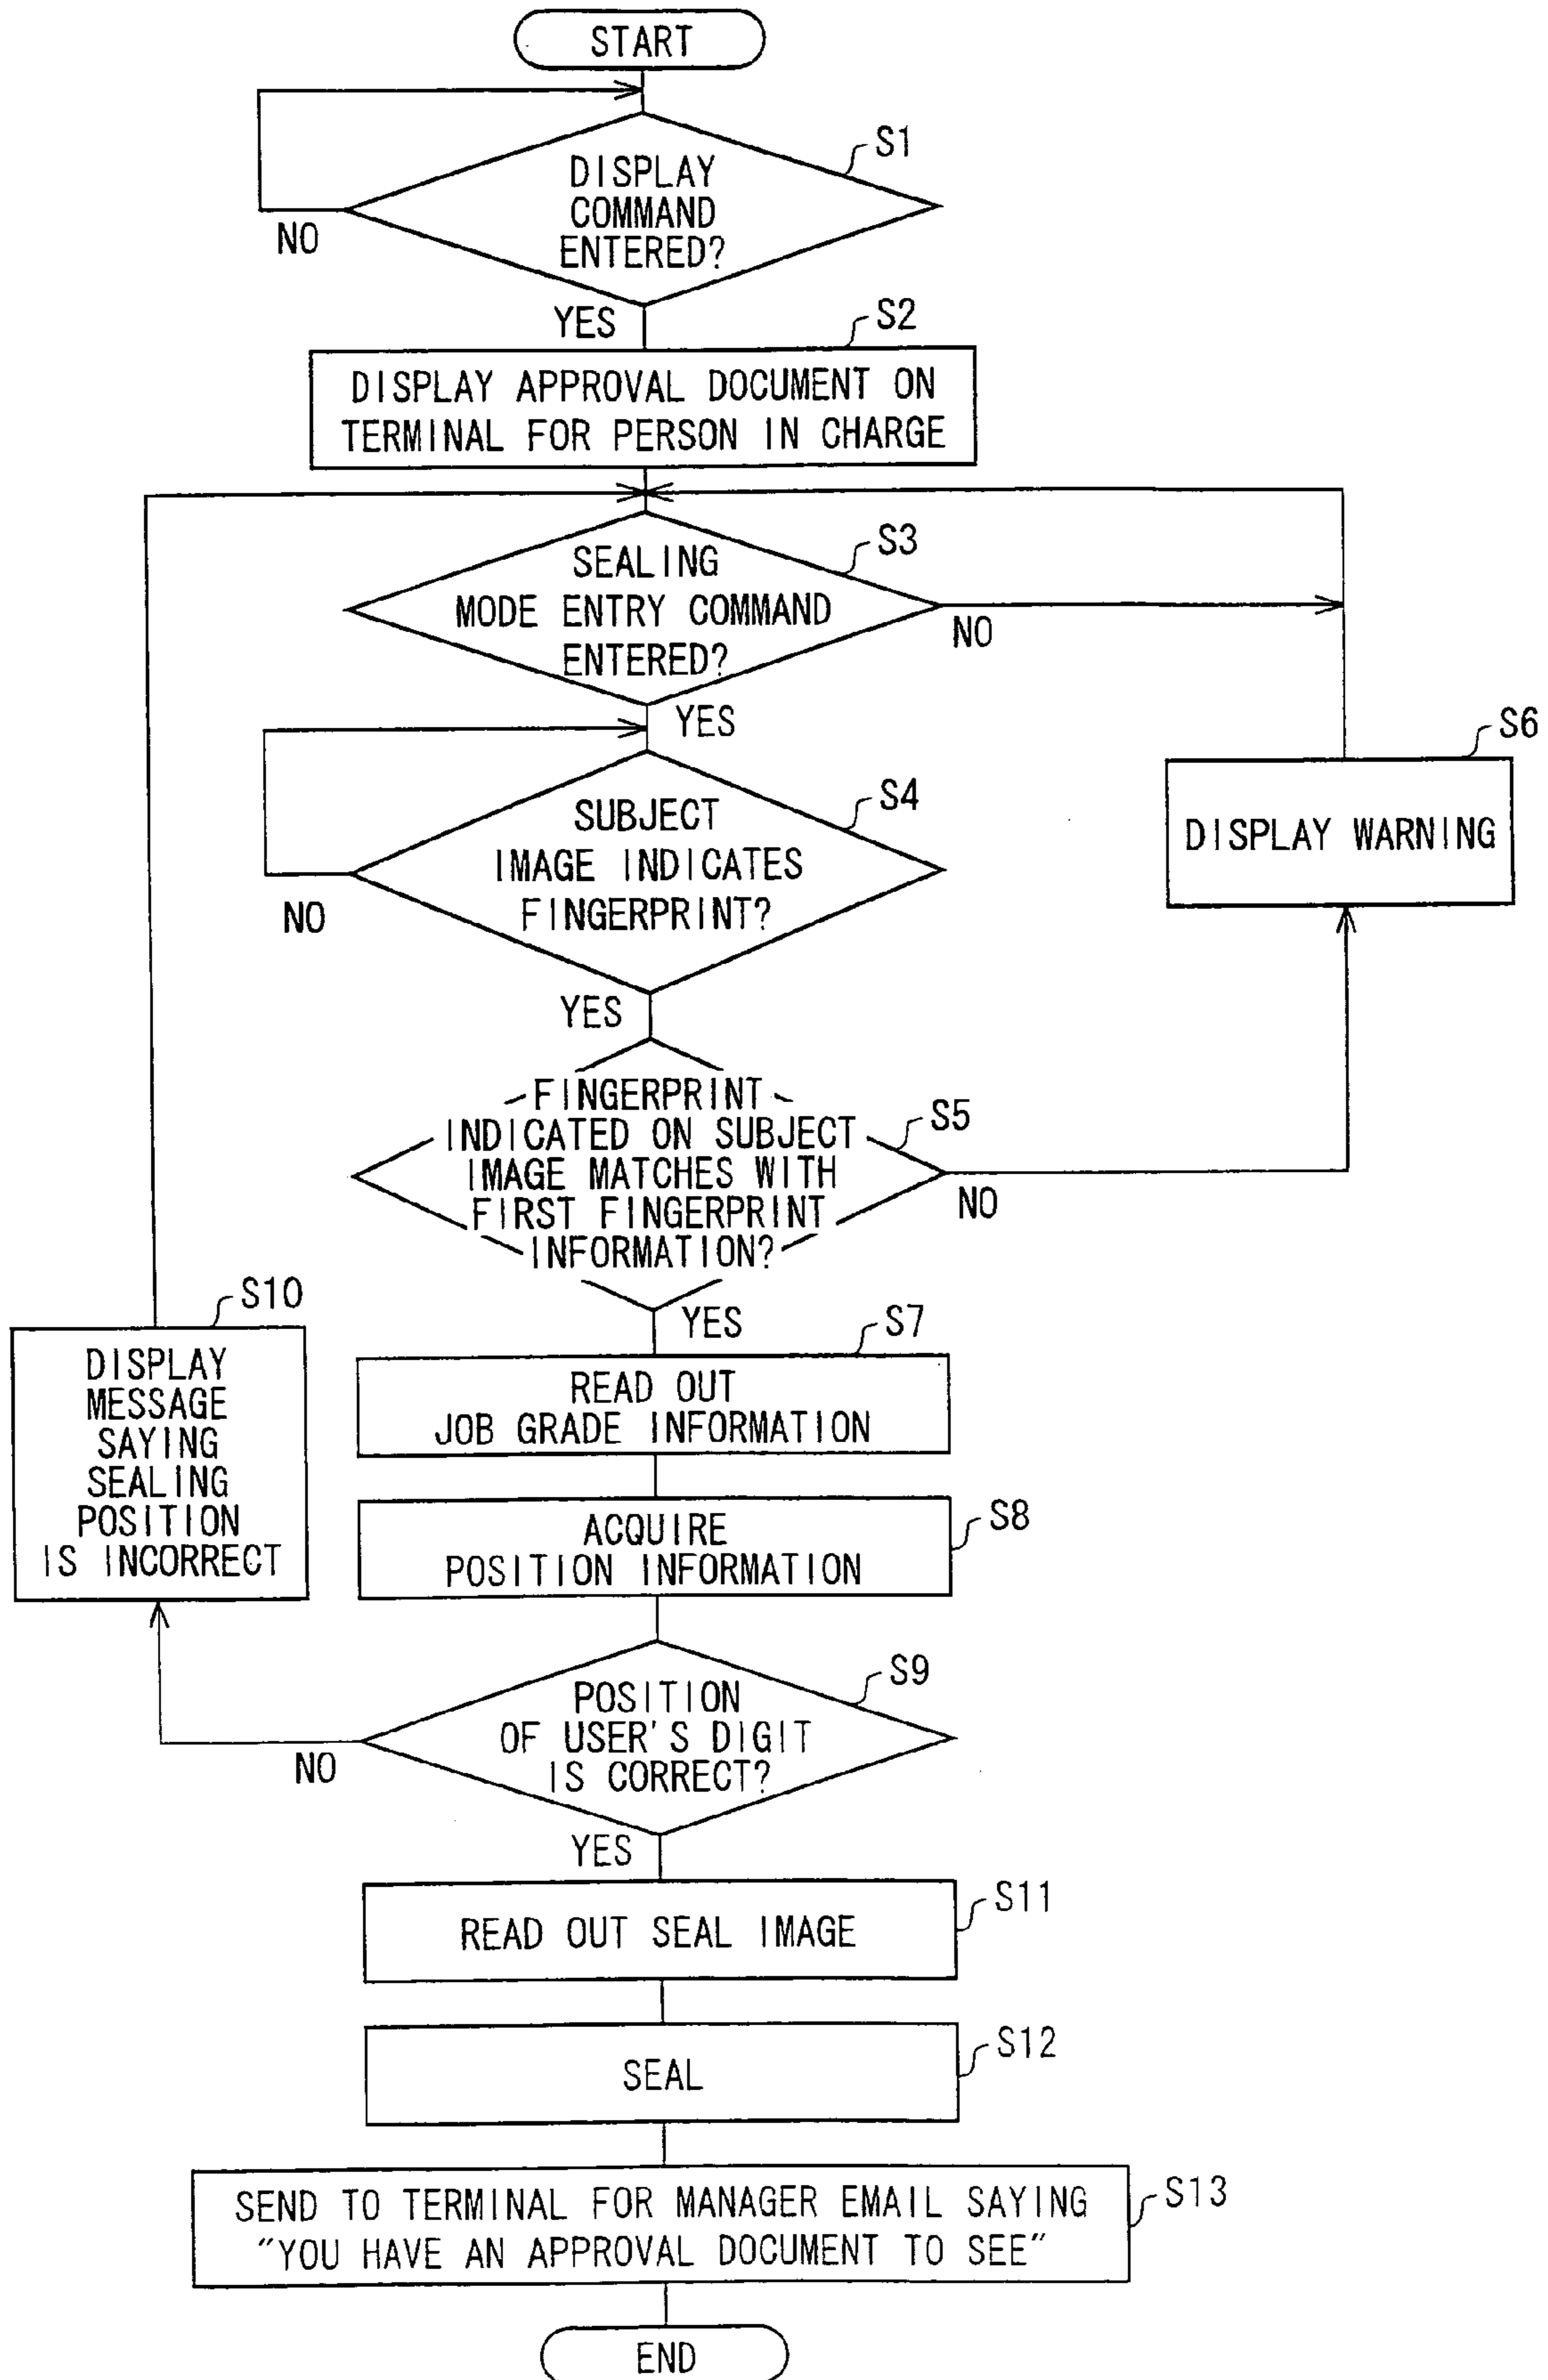 START
S1
DISPLAY
COMMAND
ENTERED?
NO
YES
S2
DISPLAY APPROVAL DOCUMENT ON
TERMINAL FOR PERSON IN CHARGE
S3
SEALING
MODE ENTRY COMMAND
ENTERED?
NO
YES
S4
SUBJECT
IMAGE INDICATES
FINGERPRINT?
NO
YES
S6
DISPLAY WARNING
S5
FINGERPRINT
INDICATED ON SUBJECT
IMAGE MATCHES WITH
FIRST FINGERPRINT
INFORMATION?
NO
YES
S10
DISPLAY
MESSAGE
SAYING
SEALING
POSITION
IS INCORRECT
S7
READ OUT
JOB GRADE INFORMATION
S8
ACQUIRE
POSITION INFORMATION
S9
POSITION
OF USER'S DIGIT
IS CORRECT?
NO
YES
S11
READ OUT SEAL IMAGE
S12
SEAL
S13
SEND TO TERMINAL FOR MANAGER EMAIL SAYING
"YOU HAVE AN APPROVAL DOCUMENT TO SEE"
END